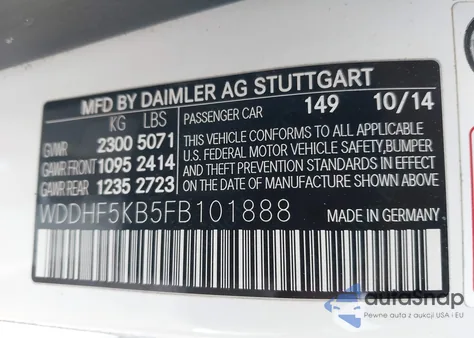 MFD BY DAIMLER AG STUTTGART
KG LBS
GVWR 2300 5071
GAWR FRONT 1095 2414
GAWR REAR 1235 2723
PASSENGER CAR 149 10/14
THIS VEHICLE CONFORMS TO ALL APPLICABLE
U.S. FEDERAL MOTOR VEHICLE SAFETY,BUMPER
AND THEFT PREVENTION STANDARDS IN EFFECT
ON THE DATE OF MANUFACTURE SHOWN ABOVE.
WDDHF5KB5FB101888 MADE IN GERMANY
autoSnap
Pewne auta z aukcji USA i EU